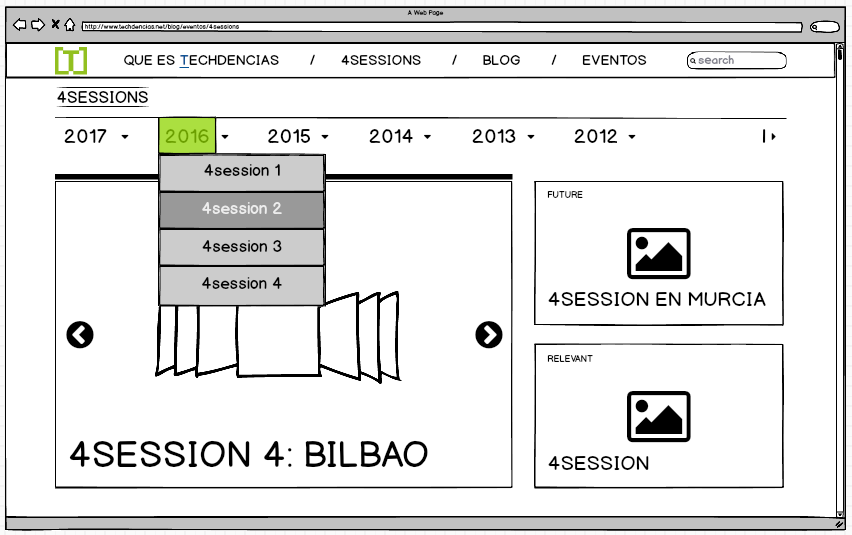 A Web Page
http://www.techdencias.net/blog/eventos/4sessions
[T] QUE ES TECHDENCIAS / 4SESSIONS / BLOG / EVENTOS search
4SESSIONS
2017 2016 2015 2014 2013 2012
4session 1
4session 2
4session 3
4session 4
4SESSION 4: BILBAO
FUTURE
4SESSION EN MURCIA
RELEVANT
4SESSION